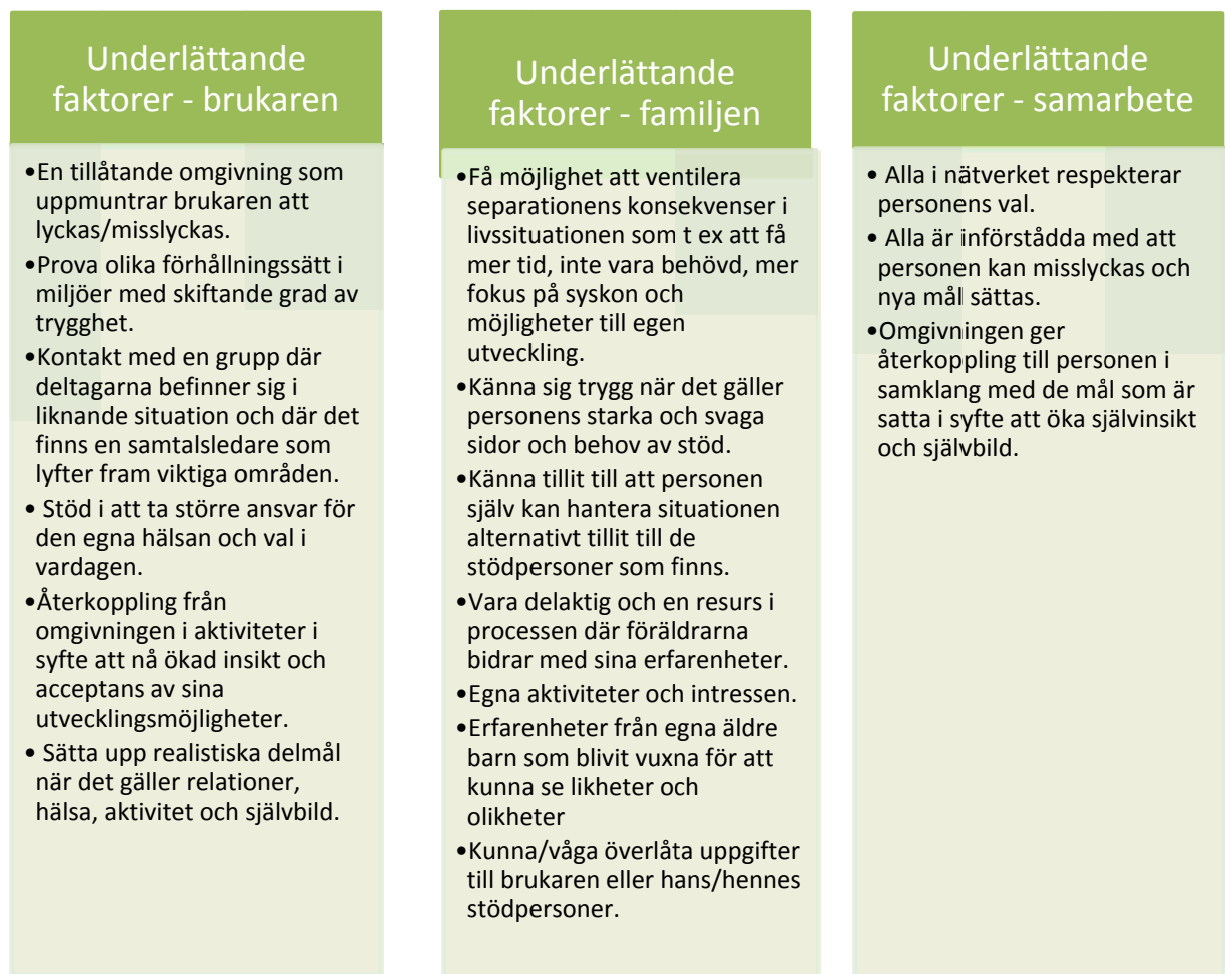 Underlättande
faktorer - brukaren
•En tillåtande omgivning som
uppmuntrar brukaren att
lyckas/misslyckas.
•Prova olika förhållningssätt i
miljöer med skiftande grad av
trygghet.
•Kontakt med en grupp där
deltagarna befinner sig i
liknande situation och där det
finns en samtalsledare som
lyfter fram viktiga områden.
• Stöd i att ta större ansvar för
den egna hälsan och val i
vardagen.
•Återkoppling från
omgivningen i aktiviteter i
syfte att nå ökad insikt och
acceptans av sina
utvecklingsmöjligheter.
• Sätta upp realistiska delmål
när det gäller relationer,
hälsa, aktivitet och självbild.
Underlättande
faktorer - familjen
•Få möjlighet att ventilera
separationens konsekvenser i
livssituationen som t ex att få
mer tid, inte vara behövd, mer
fokus på syskon och
möjligheter till egen
utveckling.
•Känna sig trygg när det gäller
personens starka och svaga
sidor och behov av stöd.
•Känna tillit till att personen
själv kan hantera situationen
alternativt tillit till de
stödpersoner som finns.
•Vara delaktig och en resurs i
processen där föräldrarna
bidrar med sina erfarenheter.
•Egna aktiviteter och intressen.
•Erfarenheter från egna äldre
barn som blivit vuxna för att
kunna se likheter och
olikheter
•Kunna/våga överlåta uppgifter
till brukaren eller hans/hennes
stödpersoner.
Underlättande
faktorer - samarbete
• Alla i nätverket respekterar
personens val.
• Alla är införstådda med att
personen kan misslyckas och
nya mål sättas.
•Omgivningen ger
återkoppling till personen i
samklang med de mål som är
satta i syfte att öka självinsikt
och självbild.